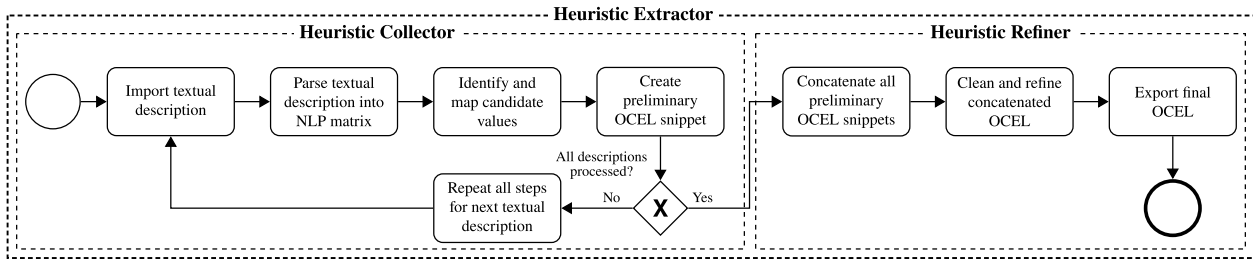 Heuristic Extractor
Heuristic Collector
Heuristic Refiner
Import textual
description
Parse textual
description into
NLP matrix
Identify and
map candidate
values
Create
preliminary
OCEL snippet
Concatenate all
preliminary
OCEL snippets
Clean and refine
concatenated
OCEL
Export final
OCEL
All descriptions
processed?
No
X
Yes
Repeat all steps
for next textual
description